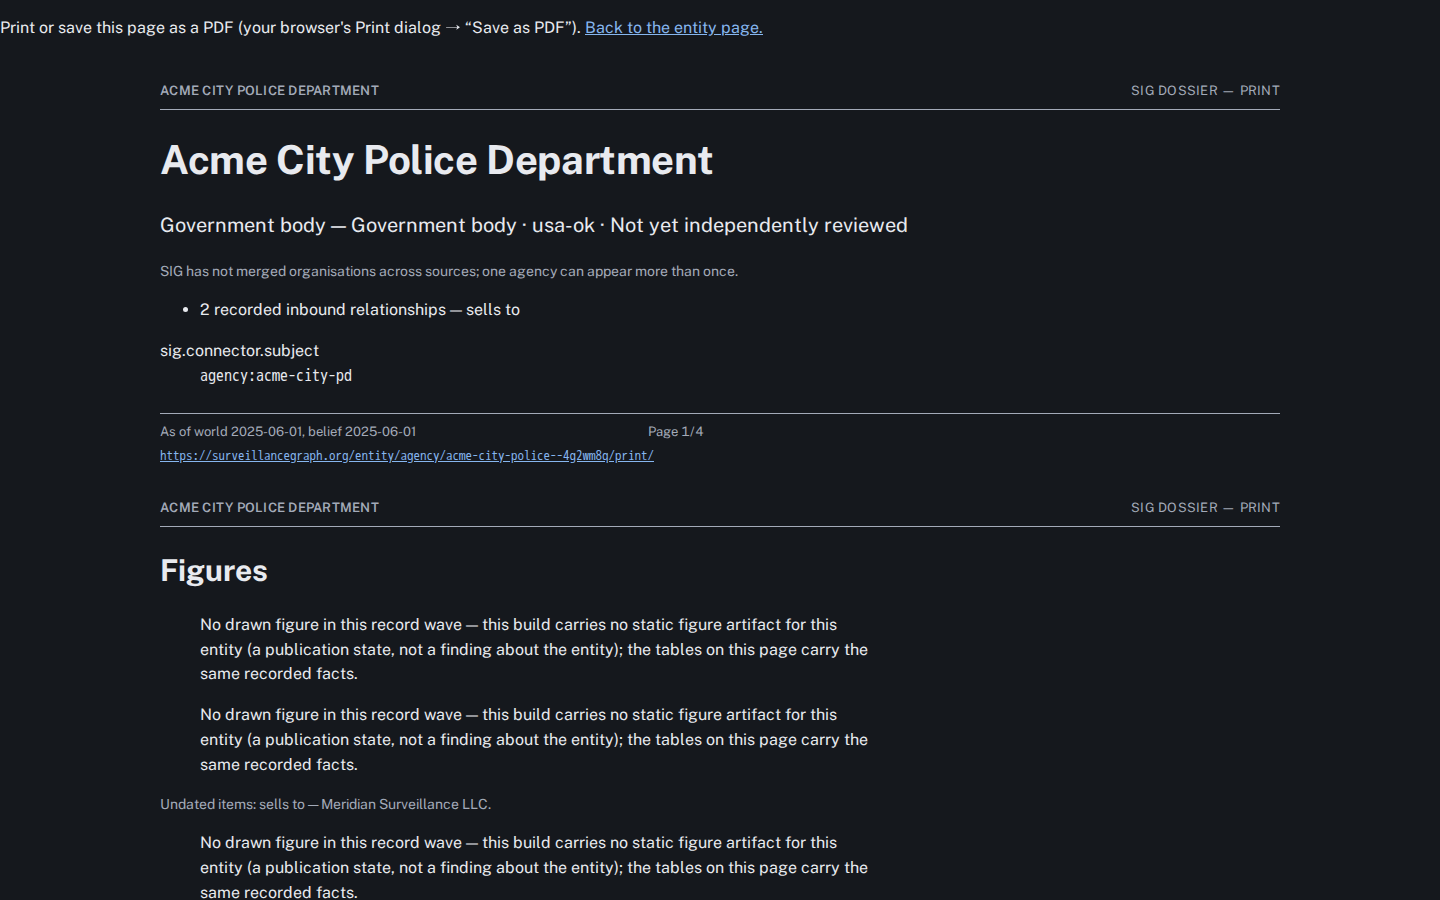 Print or save this page as a PDF (your browser's Print dialog → “Save as PDF”). Back to the entity page.
ACME CITY POLICE DEPARTMENT
SIG DOSSIER — PRINT
Acme City Police Department
Government body — Government body · usa-ok · Not yet independently reviewed
SIG has not merged organisations across sources; one agency can appear more than once.
• 2 recorded inbound relationships — sells to
sig.connector.subject
agency:acme-city-pd
As of world 2025-06-01, belief 2025-06-01
Page 1/4
https://surveillancegraph.org/entity/agency/acme-city-police--4g2wm8q/print/
ACME CITY POLICE DEPARTMENT
SIG DOSSIER — PRINT
Figures
No drawn figure in this record wave — this build carries no static figure artifact for this
entity (a publication state, not a finding about the entity); the tables on this page carry the
same recorded facts.
No drawn figure in this record wave — this build carries no static figure artifact for this
entity (a publication state, not a finding about the entity); the tables on this page carry the
same recorded facts.
Undated items: sells to — Meridian Surveillance LLC.
No drawn figure in this record wave — this build carries no static figure artifact for this
entity (a publication state, not a finding about the entity); the tables on this page carry the
same recorded facts.